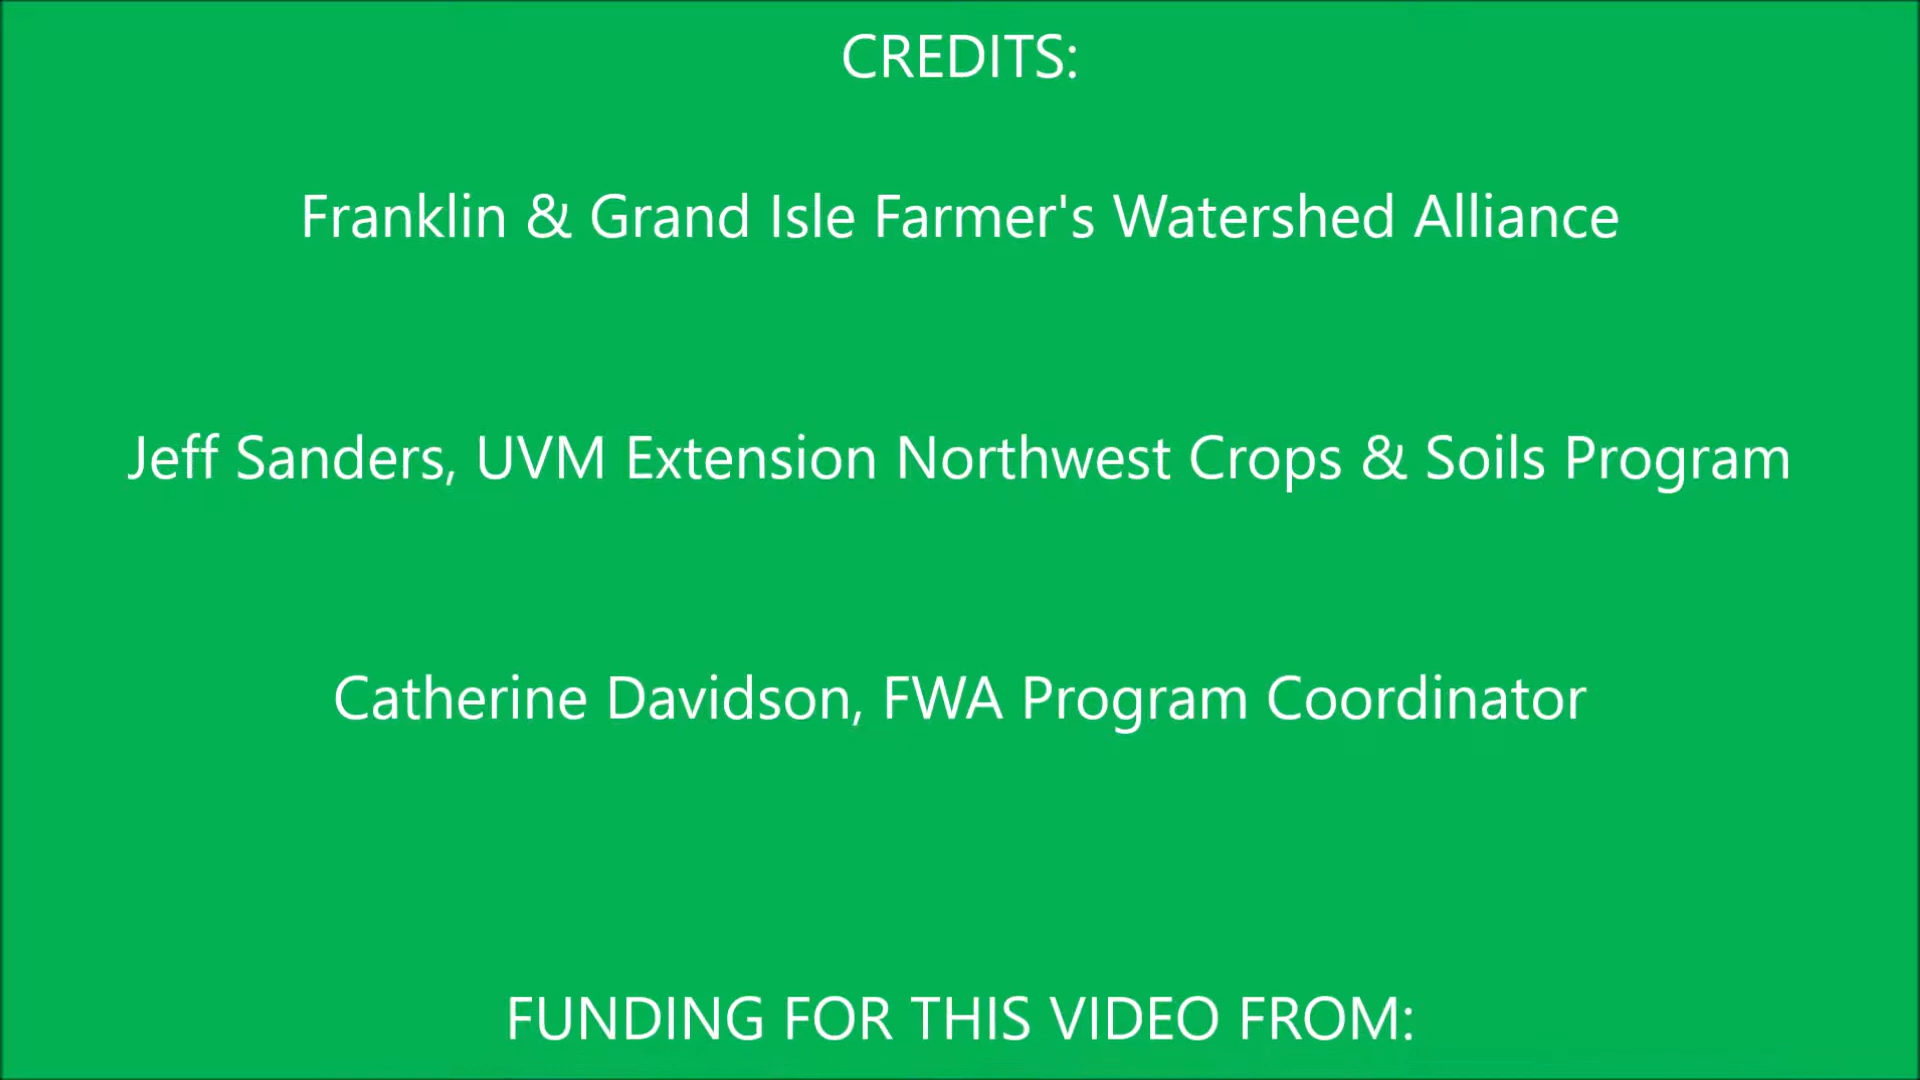 CREDITS:
Franklin & Grand Isle Farmer's Watershed Alliance
Jeff Sanders, UVM Extension Northwest Crops & Soils Program
Catherine Davidson, FWA Program Coordinator
FUNDING FOR THIS VIDEO FROM: